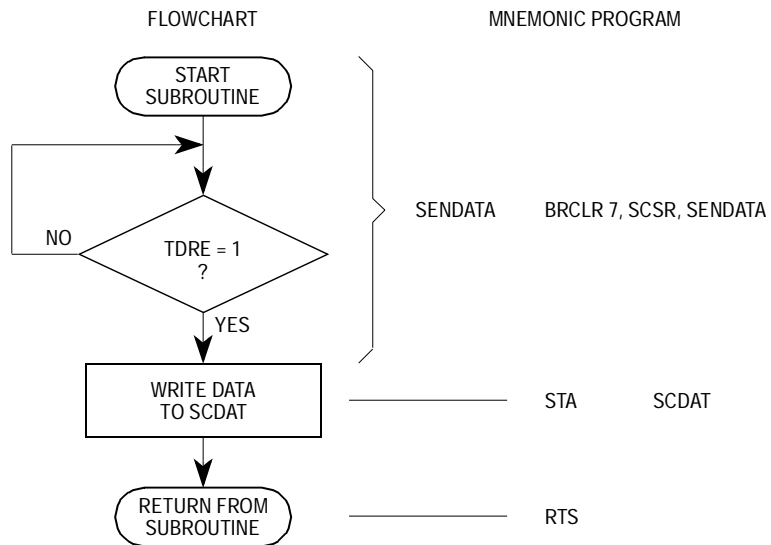 FLOWCHART MNEMONIC PROGRAM
START
SUBROUTINE
SENDATA BRCLR 7, SCSR, SENDATA
NO
TDRE = 1
?
YES
WRITE DATA
TO SCDAT
STA SCDAT
RETURN FROM
SUBROUTINE
RTS